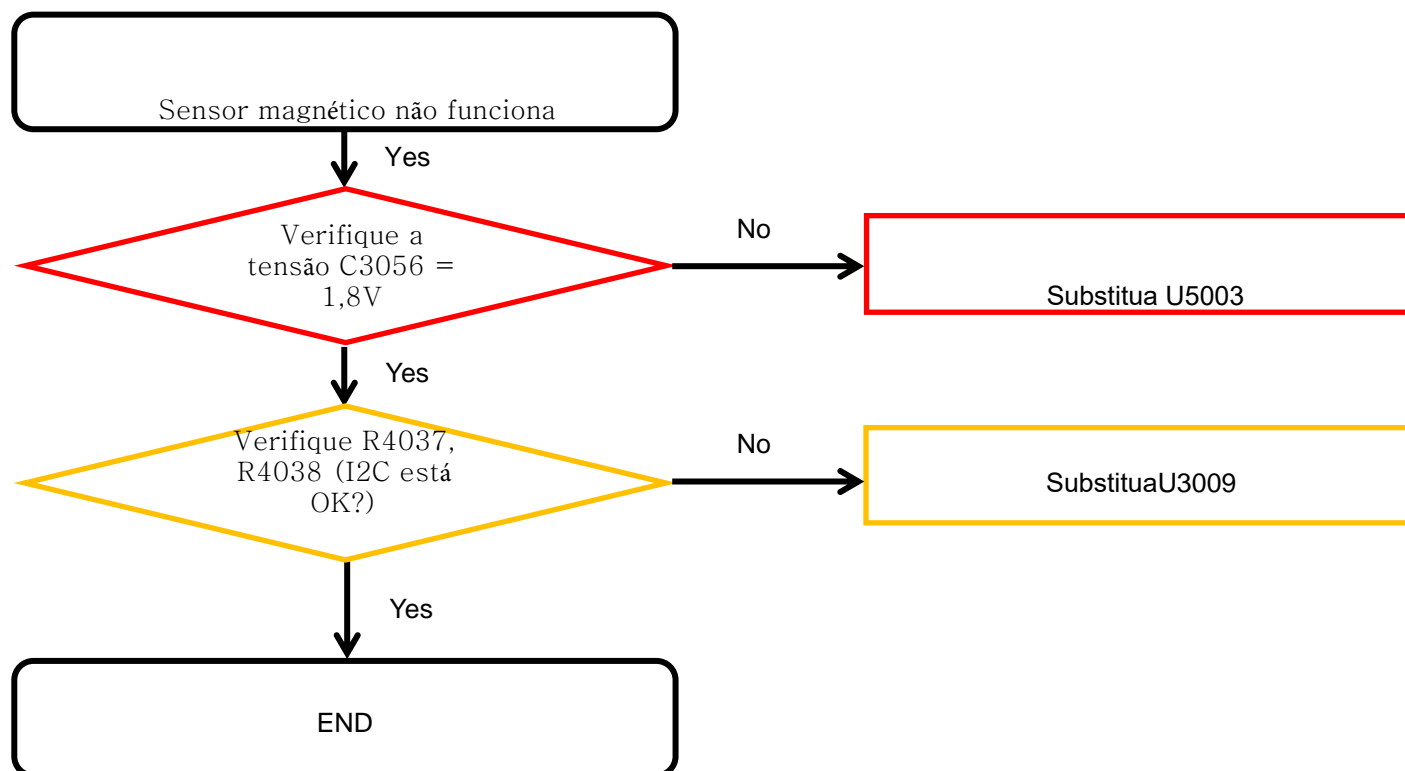 Sensor magnético não funciona
Yes
Verifique a
tensão C3056 =
1,8V
No
Substitua U5003
Yes
Verifique R4037,
R4038 (I2C está
OK?)
No
SubstituaU3009
Yes
END